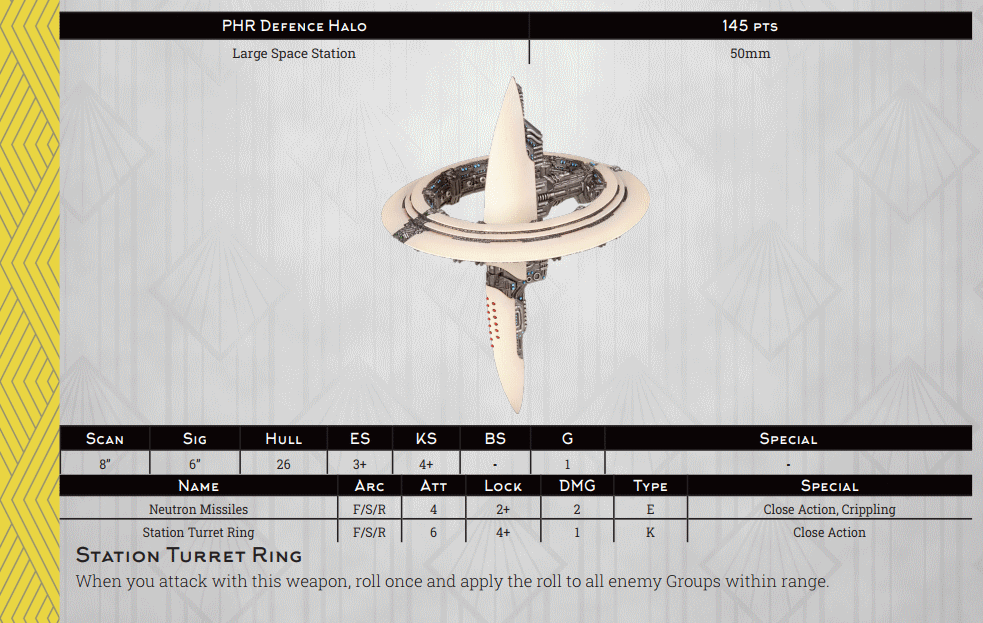 PHR Defence Halo 145 pts
Large Space Station 50mm
Scan Sig Hull ES KS BS G Special
8” 6” 26 3+ 4+ - 1 -
Name Arc Att Lock DMG Type Special
Neutron Missiles F/S/R 4 2+ 2 E Close Action, Crippling
Station Turret Ring F/S/R 6 4+ 1 K Close Action
Station Turret Ring
When you attack with this weapon, roll once and apply the roll to all enemy Groups within range.